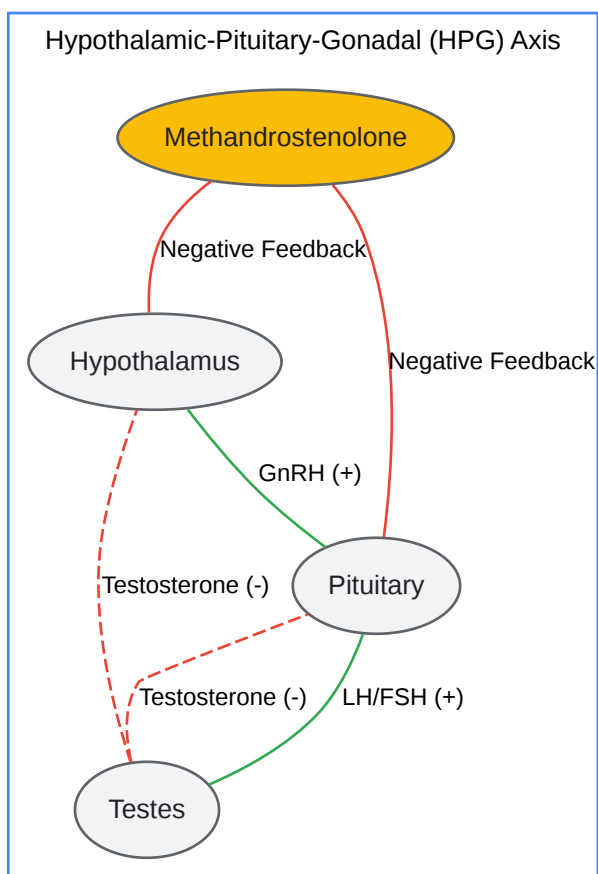 Hypothalamic-Pituitary-Gonadal (HPG) Axis
Methandrostenolone
Negative Feedback
Hypothalamus
Negative Feedback
GnRH (+)
Testosterone (-)
Pituitary
Testosterone (-)
LH/FSH (+)
Testes